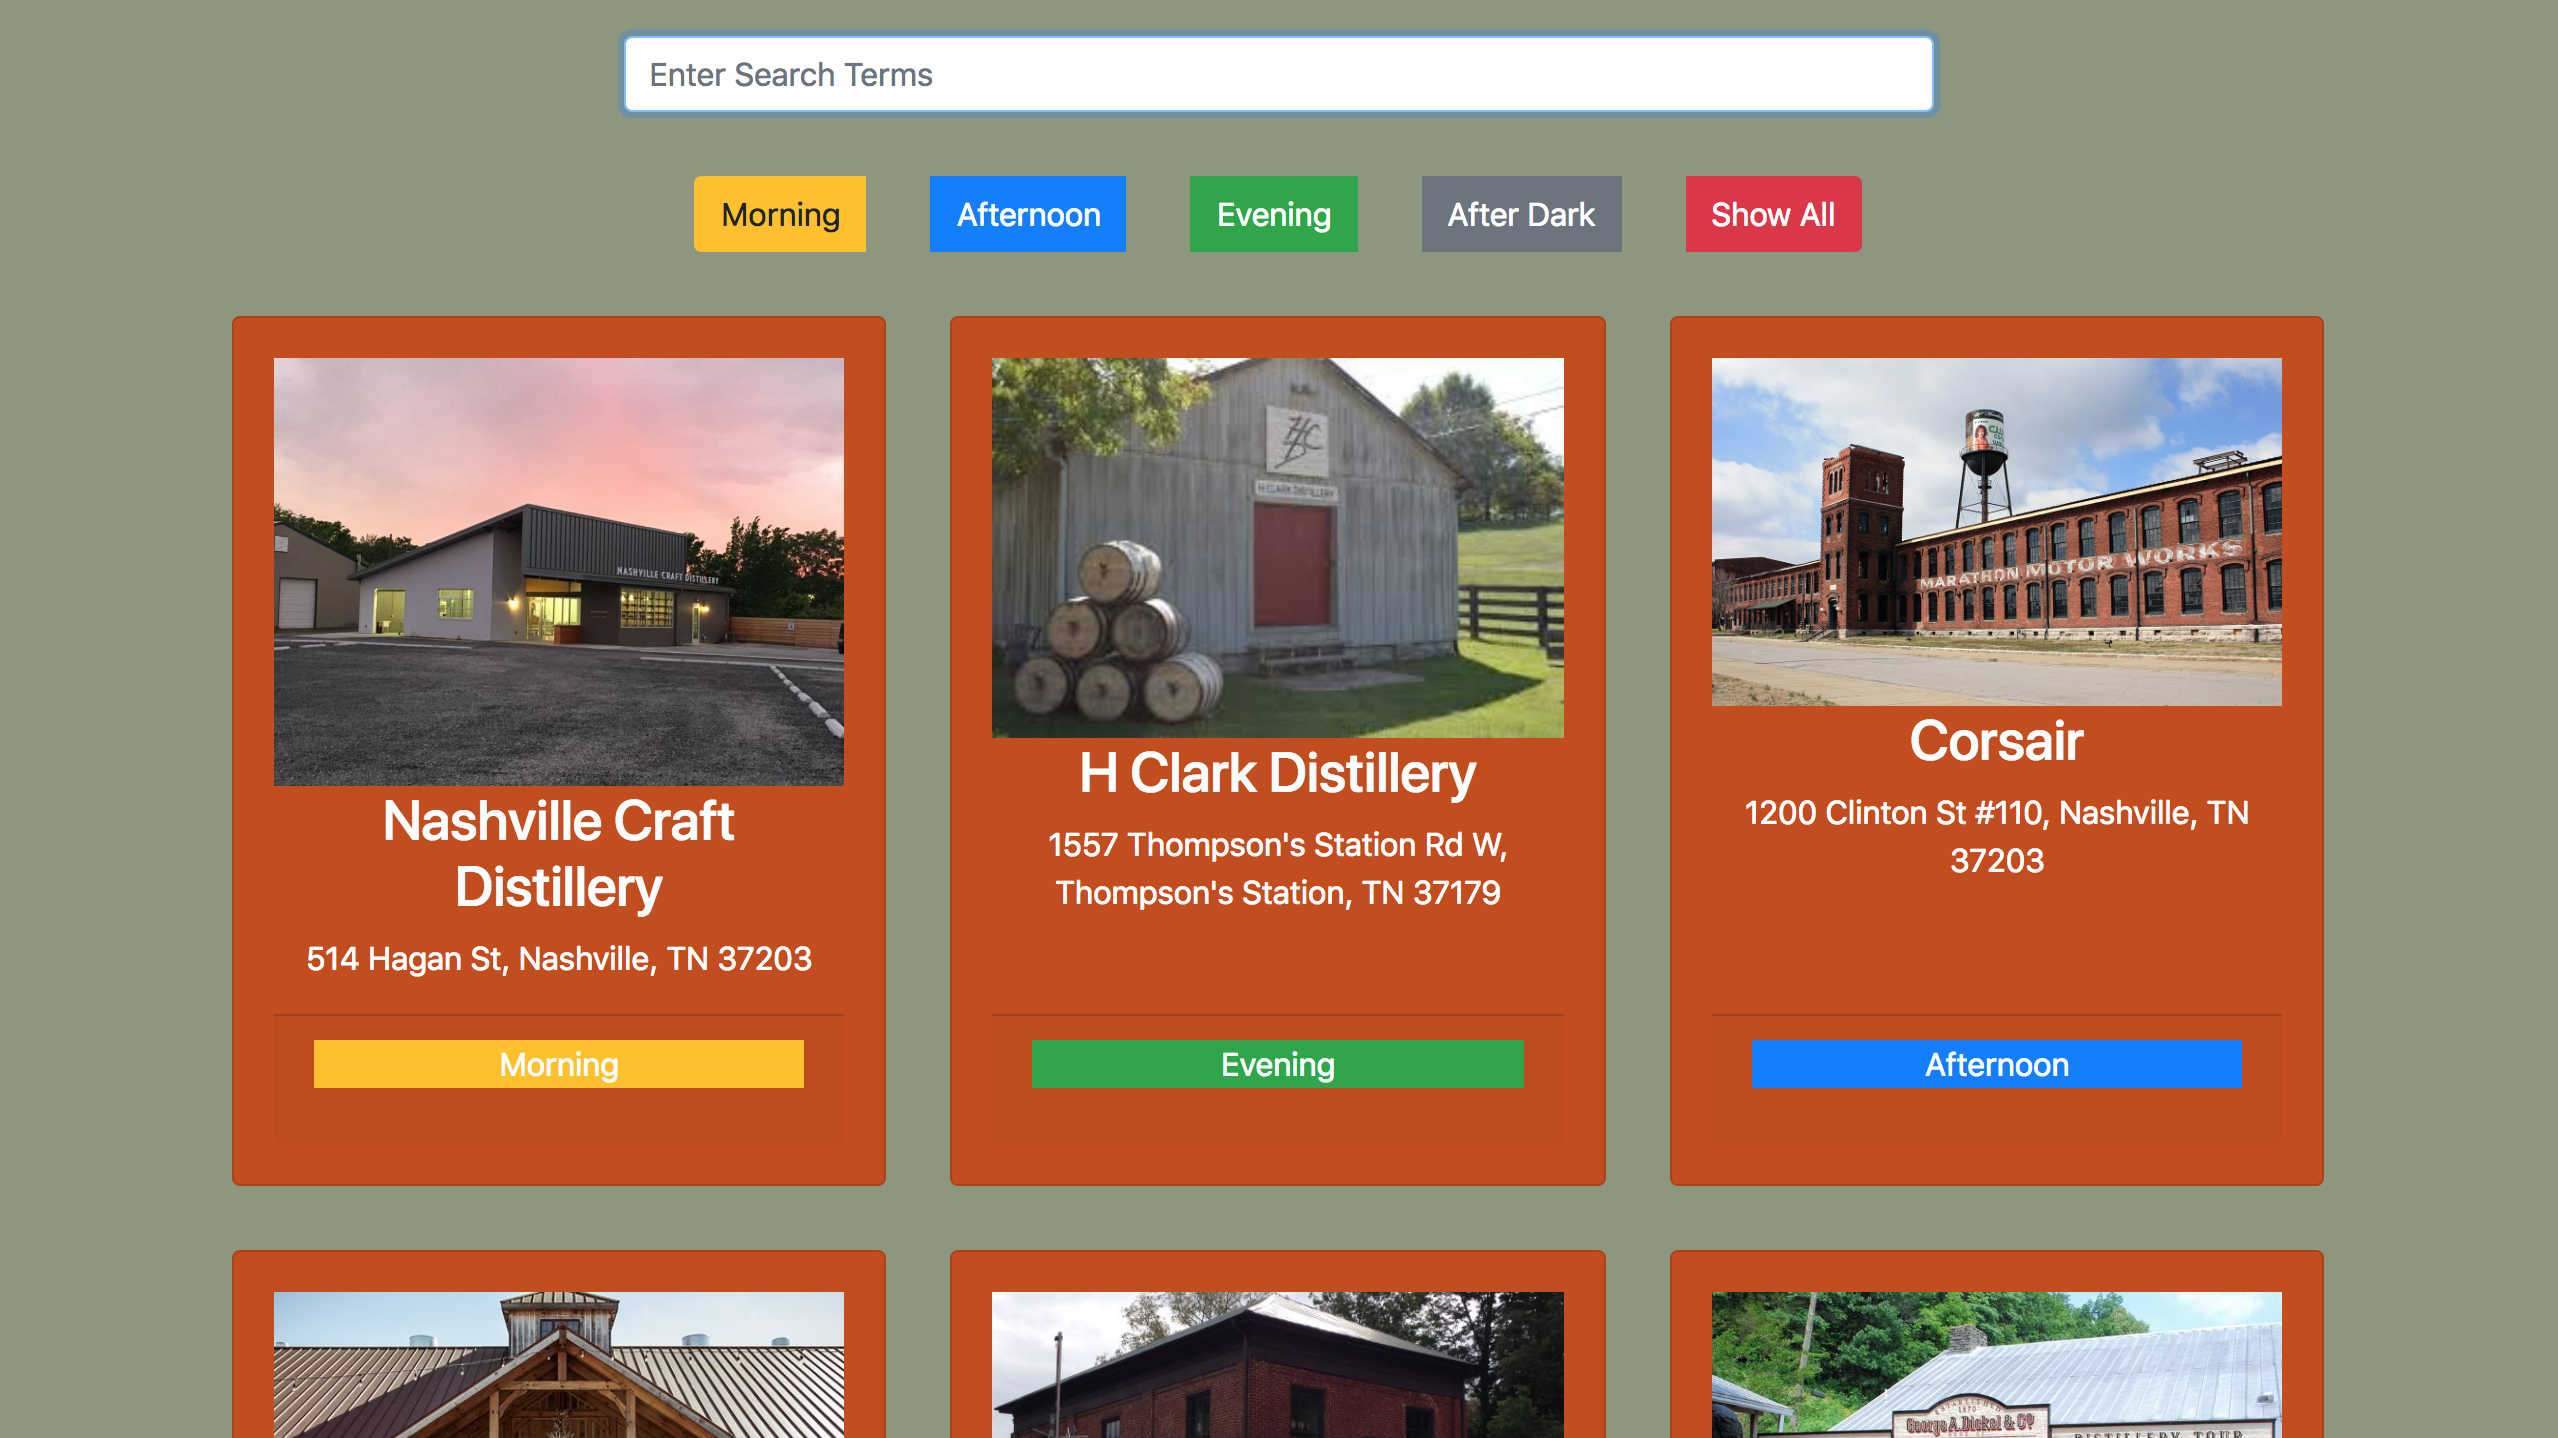 Enter Search Terms
Morning
Afternoon
Evening
After Dark
Show All
NASHVILLE CRAFT DISTILLERY
H CLARK DISTILLERY
MARATHON MOTOR WORKS
Nashville Craft
Distillery
514 Hagan St, Nashville, TN 37203
H Clark Distillery
1557 Thompson's Station Rd W,
Thompson's Station, TN 37179
Corsair
1200 Clinton St #110, Nashville, TN
37203
Morning
Evening
Afternoon
ESTABLISHED
1870
George A. Dickel & Co
DISTILLERY TOUR